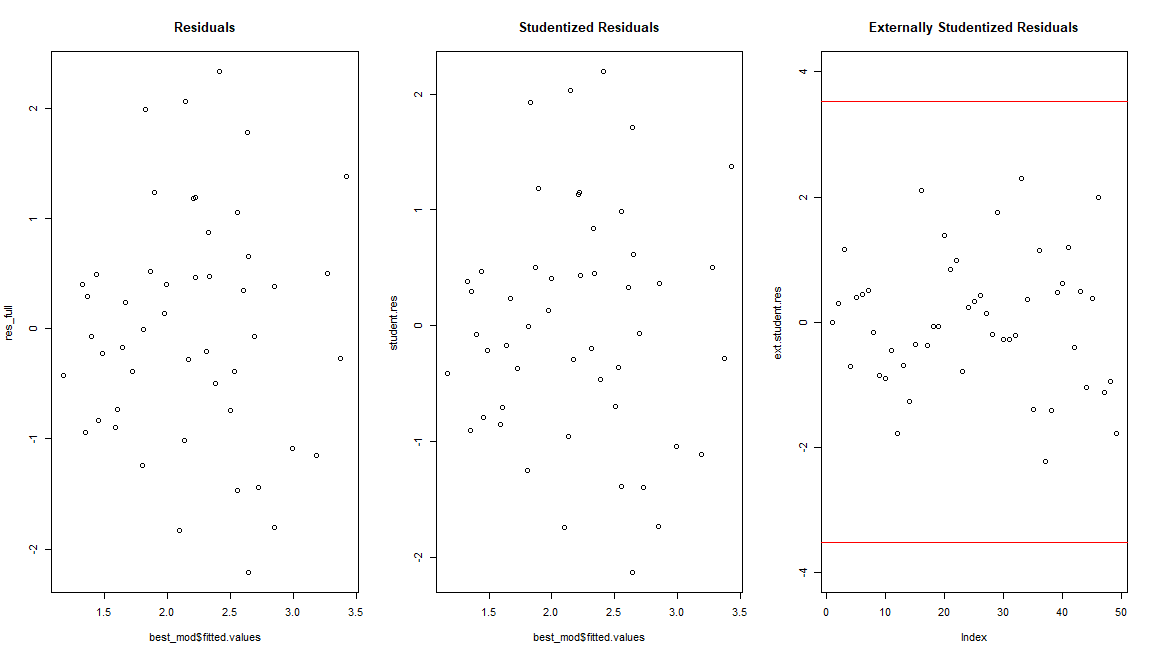 Residuals
res_full
2
1
0
-1
-2
1.5 2.0 2.5 3.0 3.5
best_mod$fitted.values
Studentized Residuals
student.res
2
1
0
-1
-2
1.5 2.0 2.5 3.0 3.5
best_mod$fitted.values
Externally Studentized Residuals
ext.student.res
4
2
0
-2
-4
0 10 20 30 40 50
Index